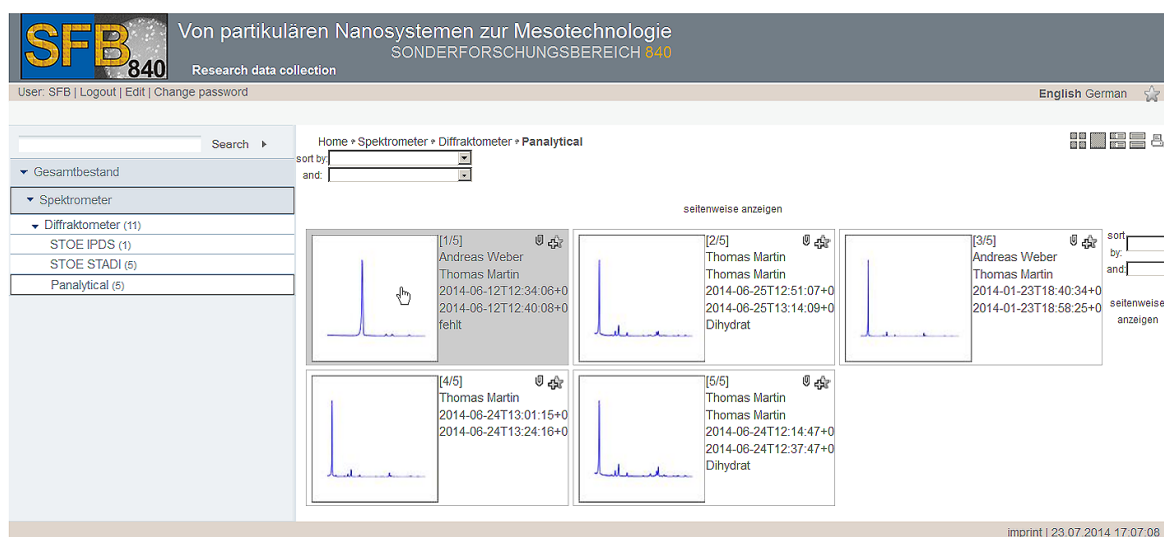 SFB 840
Von partikulären Nanosystemen zur Mesotechnologie
SONDERFORSCHUNGSBEREICH 840
Research data collection
User: SFB | Logout | Edit | Change password
English German
Search
Home Spektrometer Diffraktometer Panalytical
sort by:
and:
Gesamtbestand
Spektrometer
Diffraktometer (11)
STOE IPDS (1)
STOE STADI (5)
Panalytical (5)
seitenweise anzeigen
[1/5]
Andreas Weber
Thomas Martin
2014-06-12T12:34:06+0
2014-06-12T12:40:08+0
fehlt
[2/5]
Thomas Martin
Thomas Martin
2014-06-25T12:51:07+0
2014-06-25T13:14:09+0
Dihydrat
[3/5]
Andreas Weber
Thomas Martin
2014-01-23T18:40:34+0
2014-01-23T18:58:25+0
sort
by:
and:
seitenweise
anzeigen
[4/5]
Thomas Martin
2014-06-24T13:01:15+0
2014-06-24T13:24:16+0
[5/5]
Thomas Martin
Thomas Martin
2014-06-24T12:14:47+0
2014-06-24T12:37:47+0
Dihydrat
imprint | 23.07.2014 17:07:08